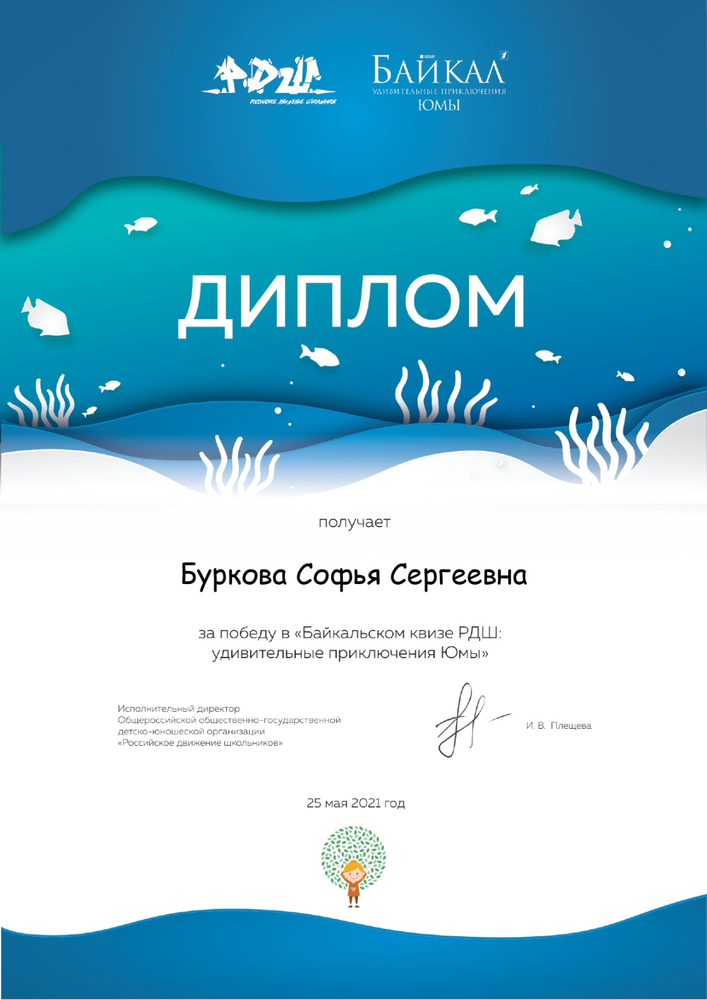 РДШ
РОССИЙСКОЕ ДВИЖЕНИЕ ШКОЛЬНИКОВ
БАЙКАЛ
УДИВИТЕЛЬНЫЕ ПРИКЛЮЧЕНИЯ
ЮМЫ
ДИПЛОМ
получает
Буркова Софья Сергеевна
за победу в «Байкальском квизе РДШ:
удивительные приключения Юмы»
Исполнительный директор
Общероссийской общественно-государственной
детско-юношеской организации
«Российское движение школьников»
И. В. Плещева
25 мая 2021 год